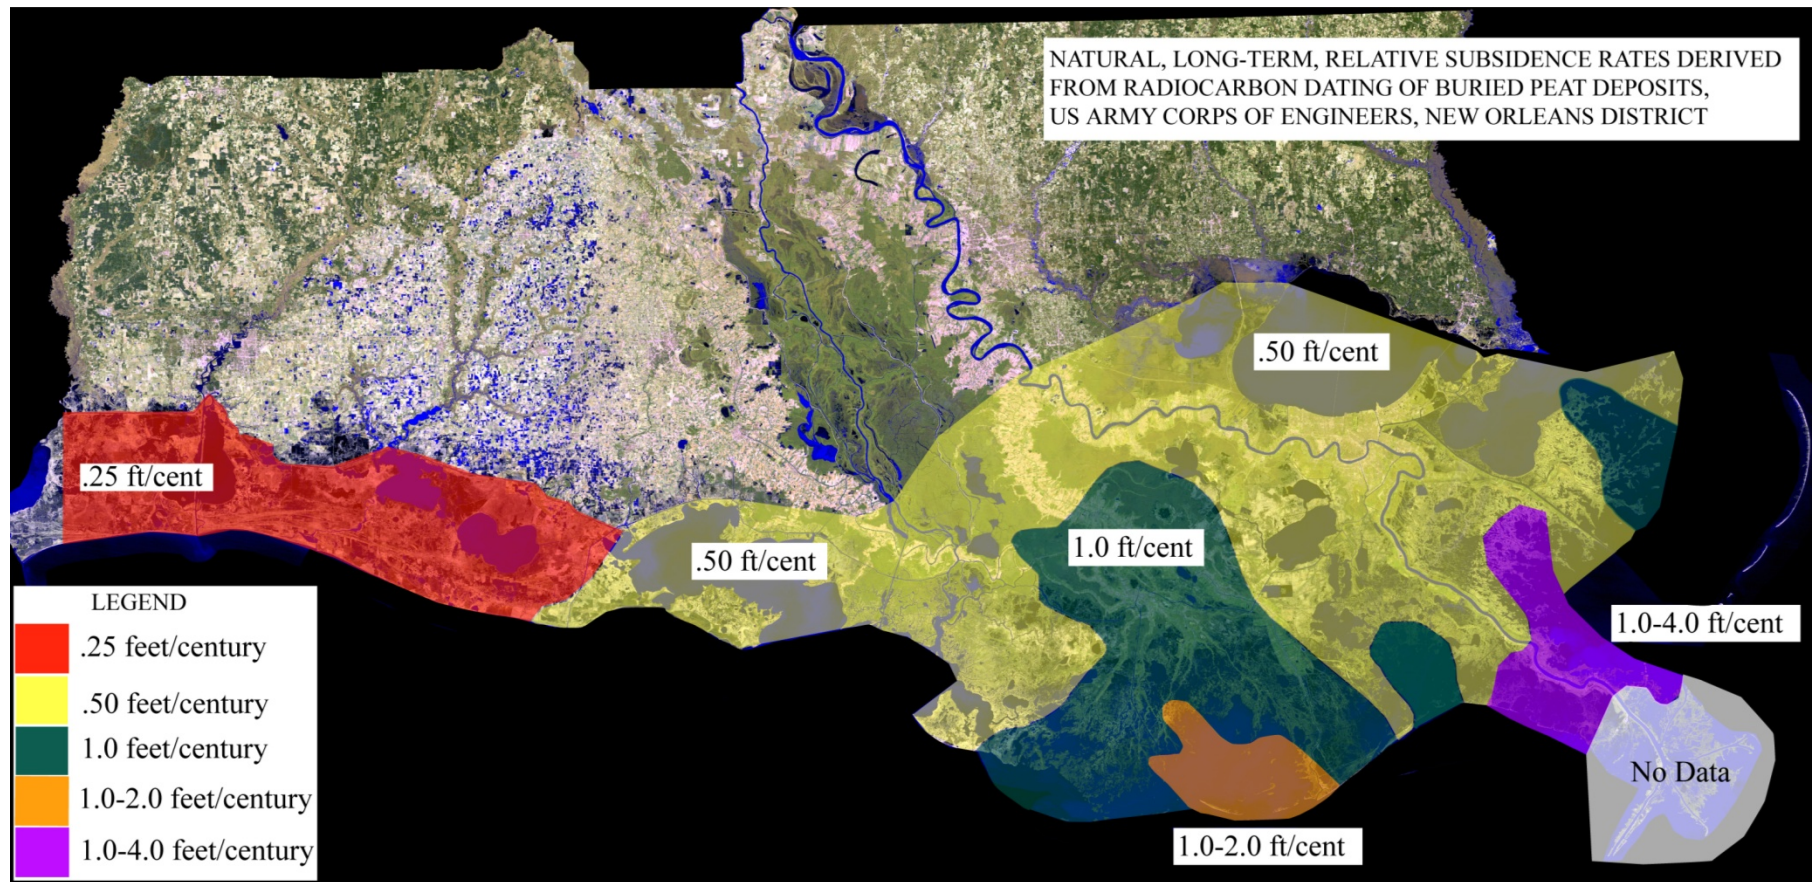 NATURAL, LONG-TERM, RELATIVE SUBSIDENCE RATES DERIVED
FROM RADIOCARBON DATING OF BURIED PEAT DEPOSITS,
US ARMY CORPS OF ENGINEERS, NEW ORLEANS DISTRICT
.50 ft/cent
.25 ft/cent
1.0 ft/cent
.50 ft/cent
1.0-4.0 ft/cent
No Data
1.0-2.0 ft/cent
LEGEND
.25 feet/century
.50 feet/century
1.0 feet/century
1.0-2.0 feet/century
1.0-4.0 feet/century